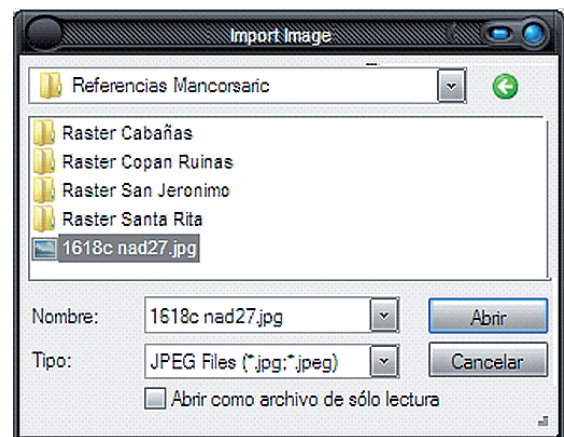 Import Image
Referencias Mancorsaric
Raster Cabañas
Raster Copan Ruinas
Raster San Jeronimo
Raster Santa Rita
1618c nad27.jpg
Nombre: 1618c nad27.jpg Abrir
Tipo: JPEG Files (*.jpg;*.jpeg) Cancelar
Abrir como archivo de sólo lectura